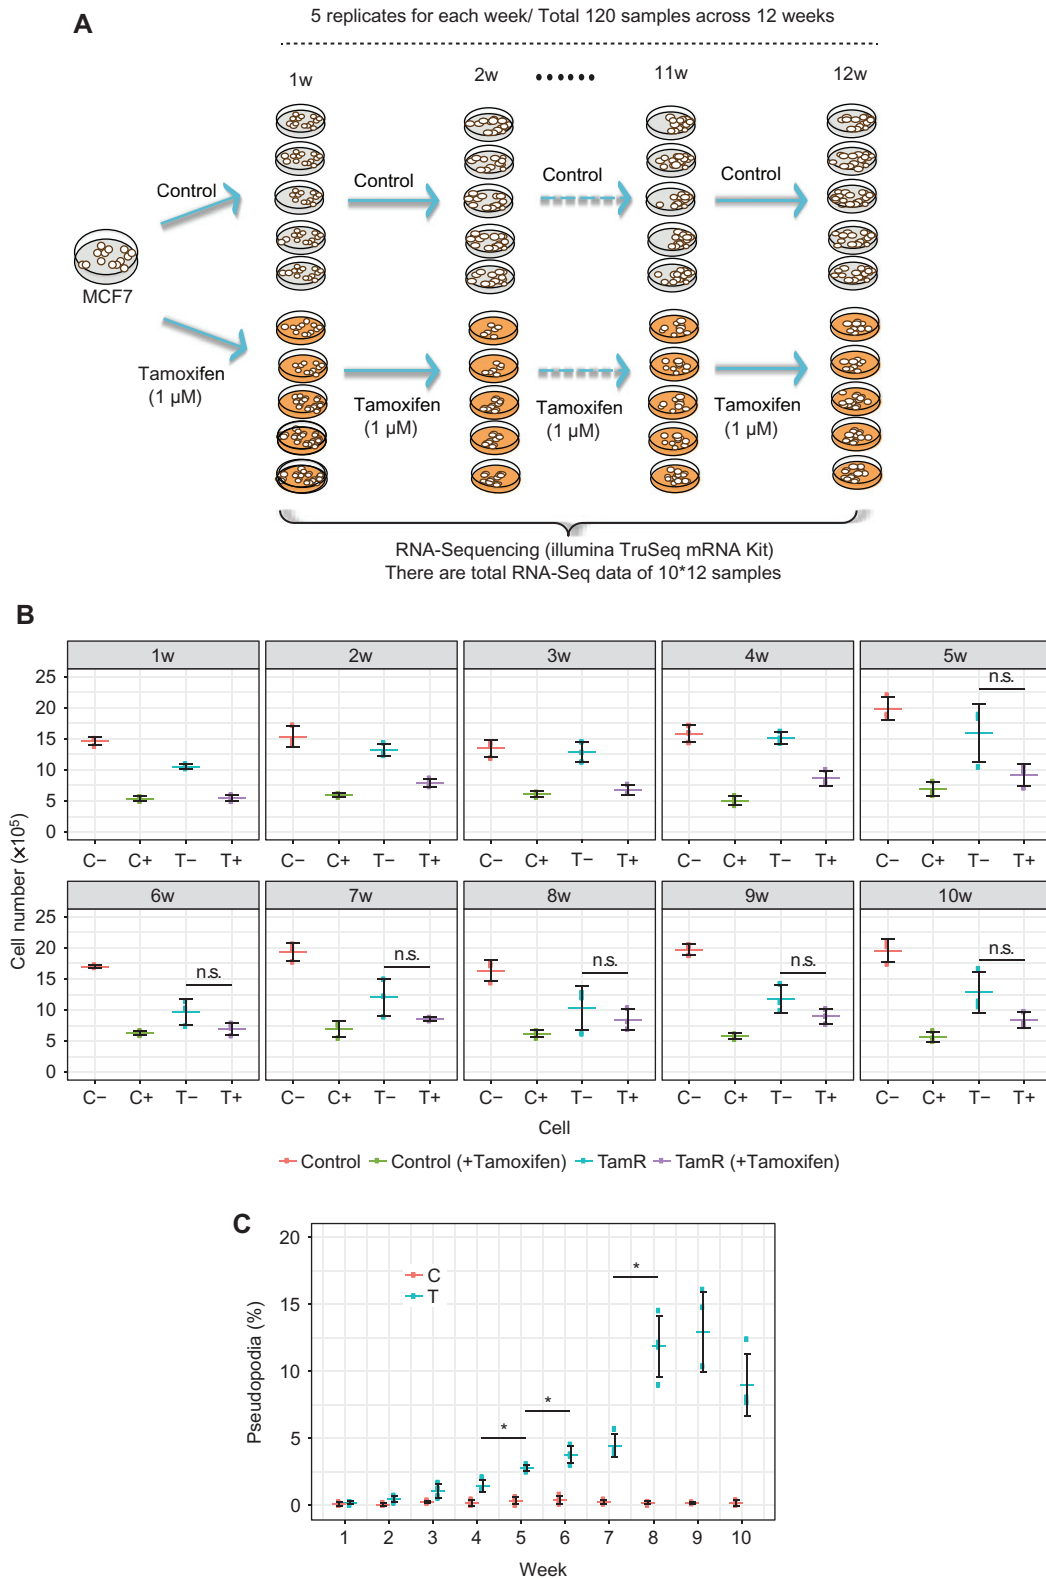 A
5 replicates for each week/ Total 120 samples across 12 weeks
1w 2w 11w 12w
Control Control Control Control
MCF7
Tamoxifen
(1 µM)
Tamoxifen
(1 µM)
Tamoxifen
(1 µM)
Tamoxifen
(1 µM)
RNA-Sequencing (illumina TruSeq mRNA Kit)
There are total RNA-Seq data of 10*12 samples
B
1w 2w 3w 4w 5w
n.s.
25
20
15
10
5
0
C− C+ T− T+ C− C+ T− T+ C− C+ T− T+ C− C+ T− T+ C− C+ T− T+
Cell number (×10⁵)
6w 7w 8w 9w 10w
n.s. n.s. n.s. n.s. n.s.
25
20
15
10
5
0
C− C+ T− T+ C− C+ T− T+ C− C+ T− T+ C− C+ T− T+ C− C+ T− T+
Cell
Control Control (+Tamoxifen) TamR TamR (+Tamoxifen)
C
Pseudopodia (%)
20
15
10
5
0
C
T
*
*
*
1 2 3 4 5 6 7 8 9 10
Week